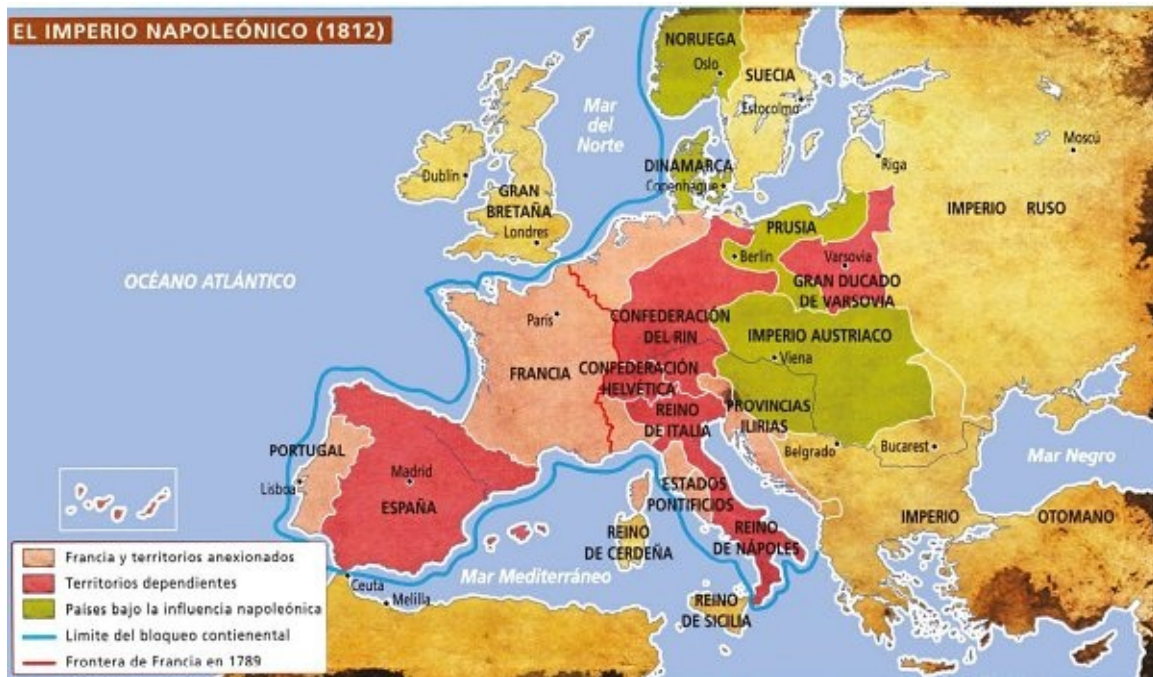 EL IMPERIO NAPOLEÓNICO (1812)
NORUEGA
Oslo
SUECIA
Estocolmo
Mar
del
Norte
Moscú
Riga
DINAMARCA
Copenhague
Dublín
GRAN
BRETAÑA
Londres
IMPERIO RUSO
PRUSIA
Berlín
Varsovia
GRAN DUCADO
DE VARSOVIA
OCÉANO ATLÁNTICO
París
CONFEDERACIÓN
DEL RIN
IMPERIO AUSTRIACO
Viena
FRANCIA
CONFEDERACIÓN
HELVÉTICA
REINO
DE ITALIA
PROVINCIAS
ILIRIAS
Belgrado
Bucarest
Mar Negro
PORTUGAL
Lisboa
Madrid
ESPAÑA
ESTADOS
PONTIFICIOS
REINO
DE CERDEÑA
REINO
DE NÁPOLES
IMPERIO OTOMANO
Mar Mediterráneo
REINO
DE SICILIA
Ceuta
Melilla
Francia y territorios anexionados
Territorios dependientes
Países bajo la influencia napoleónica
Límite del bloqueo contienental
Frontera de Francia en 1789